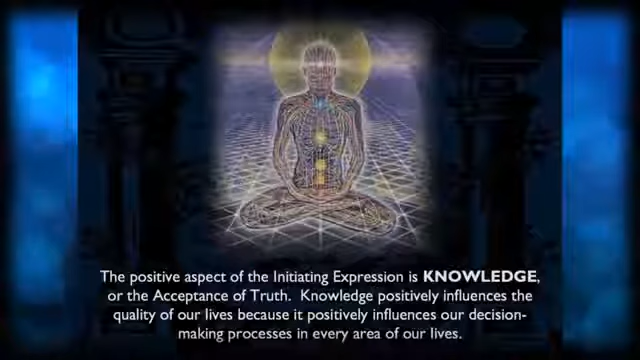 The positive aspect of the Initiating Expression is KNOWLEDGE,
or the Acceptance of Truth. Knowledge positively influences the
quality of our lives because it positively influences our decision-
making processes in every area of our lives.